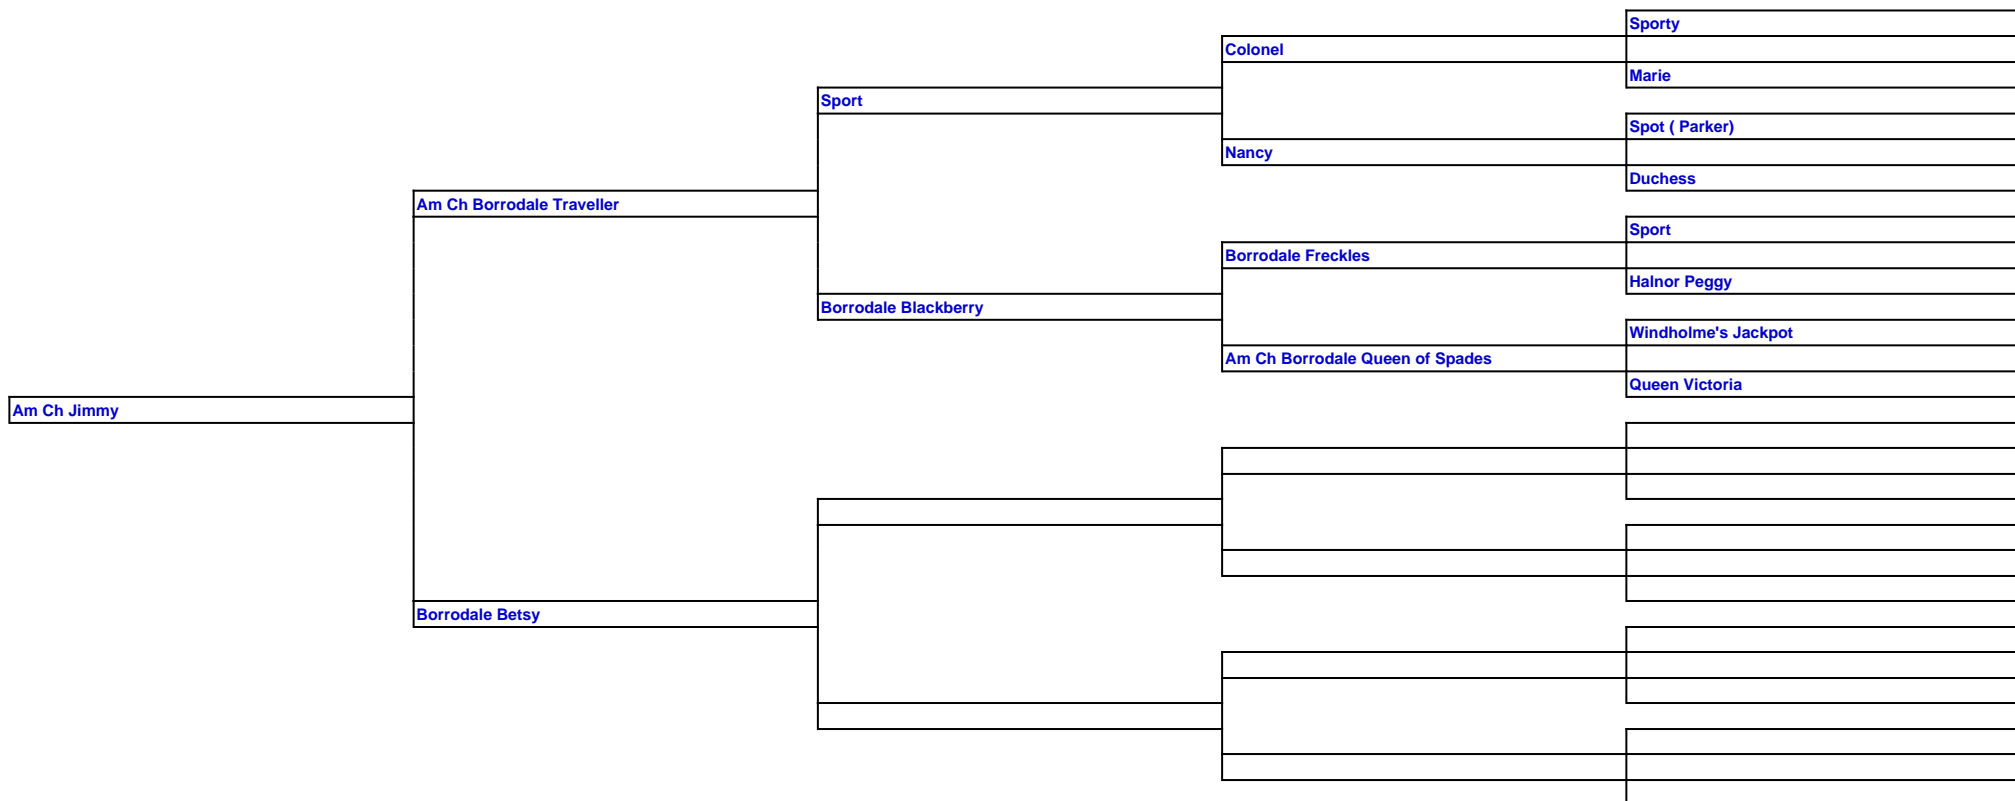 Sporty
Colonel
Marie
Sport
Spot ( Parker)
Nancy
Duchess
Am Ch Borrodale Traveller
Sport
Borrodale Freckles
Halnor Peggy
Borrodale Blackberry
Windholme's Jackpot
Am Ch Borrodale Queen of Spades
Queen Victoria
Am Ch Jimmy
Borrodale Betsy